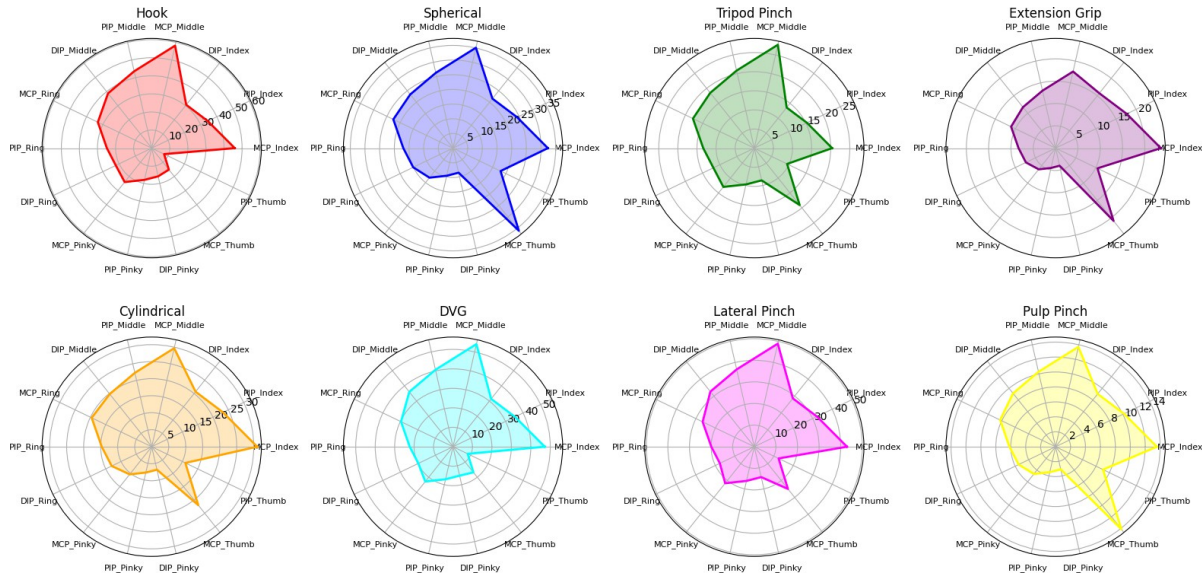 Hook
PIP_Middle
MCP_Middle
DIP_Middle
DIP_Index
MCP_Ring
PIP_Index
PIP_Ring
MCP_Index
DIP_Ring
PIP_Thumb
MCP_Pinky
MCP_Thumb
PIP_Pinky
DIP_Pinky
10
20
30
40
50
60
Spherical
PIP_Middle
MCP_Middle
DIP_Middle
DIP_Index
MCP_Ring
PIP_Index
PIP_Ring
MCP_Index
DIP_Ring
PIP_Thumb
MCP_Pinky
MCP_Thumb
PIP_Pinky
DIP_Pinky
5
10
15
20
25
30
35
Tripod Pinch
PIP_Middle
MCP_Middle
DIP_Middle
DIP_Index
MCP_Ring
PIP_Index
PIP_Ring
MCP_Index
DIP_Ring
PIP_Thumb
MCP_Pinky
MCP_Thumb
PIP_Pinky
DIP_Pinky
5
10
15
20
25
Extension Grip
PIP_Middle
MCP_Middle
DIP_Middle
DIP_Index
MCP_Ring
PIP_Index
PIP_Ring
MCP_Index
DIP_Ring
PIP_Thumb
MCP_Pinky
MCP_Thumb
PIP_Pinky
DIP_Pinky
5
10
15
20
Cylindrical
PIP_Middle
MCP_Middle
DIP_Middle
DIP_Index
MCP_Ring
PIP_Index
PIP_Ring
MCP_Index
DIP_Ring
PIP_Thumb
MCP_Pinky
MCP_Thumb
PIP_Pinky
DIP_Pinky
5
10
15
20
25
30
DVG
PIP_Middle
MCP_Middle
DIP_Middle
DIP_Index
MCP_Ring
PIP_Index
PIP_Ring
MCP_Index
DIP_Ring
PIP_Thumb
MCP_Pinky
MCP_Thumb
PIP_Pinky
DIP_Pinky
10
20
30
40
50
Lateral Pinch
PIP_Middle
MCP_Middle
DIP_Middle
DIP_Index
MCP_Ring
PIP_Index
PIP_Ring
MCP_Index
DIP_Ring
PIP_Thumb
MCP_Pinky
MCP_Thumb
PIP_Pinky
DIP_Pinky
10
20
30
40
50
Pulp Pinch
PIP_Middle
MCP_Middle
DIP_Middle
DIP_Index
MCP_Ring
PIP_Index
PIP_Ring
MCP_Index
DIP_Ring
PIP_Thumb
MCP_Pinky
MCP_Thumb
PIP_Pinky
DIP_Pinky
2
4
6
8
10
12
14